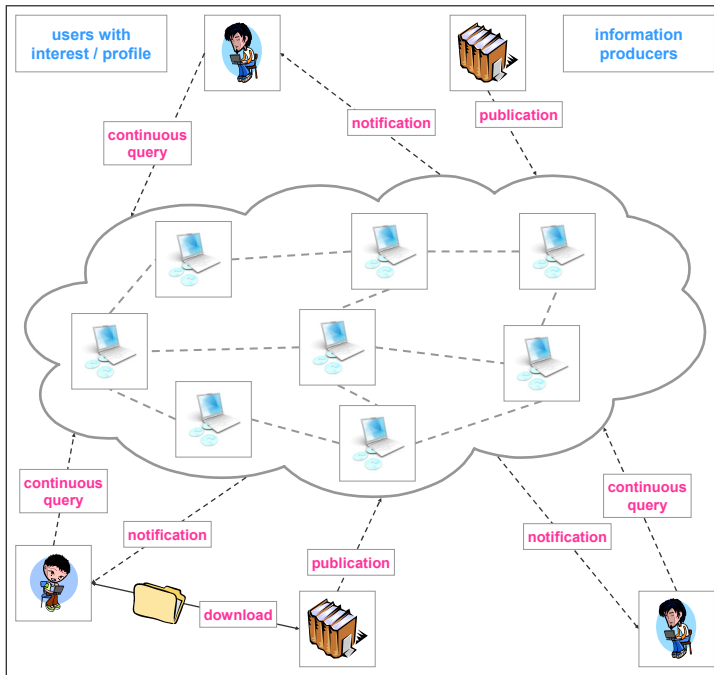 users with
interest / profile
information
producers
publication
notification
continuous
query
continuous
query
continuous
query
notification
notification
publication
download